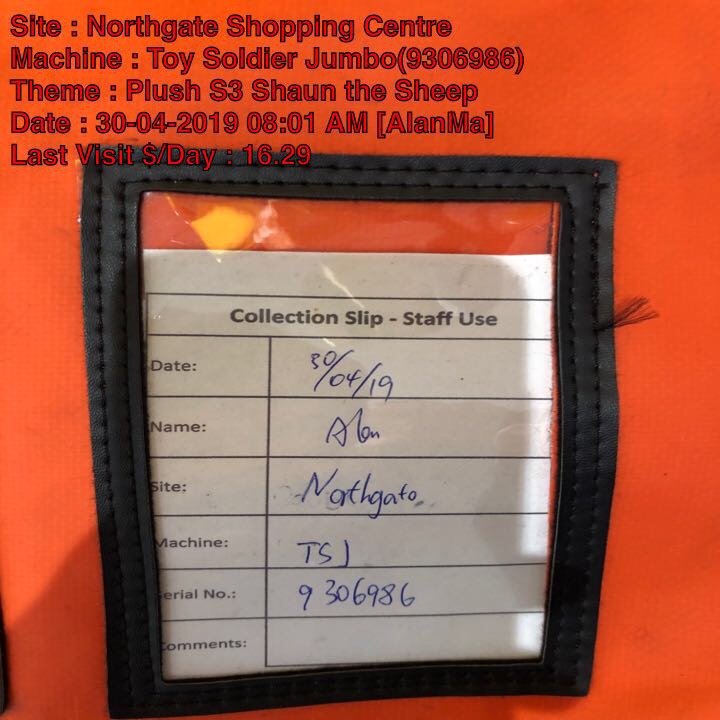 Site : Northgate Shopping Centre
Machine : Toy Soldier Jumbo(9306986)
Theme : Plush S3 Shaun the Sheep
Date : 30-04-2019 08:01 AM [AlanMa]
Last Visit $/Day : 16.29
Collection Slip - Staff Use
Date: 30/04/19
Name: Alan
Site: Northgate
Machine: TSJ
erial No.: 9306986
Comments: